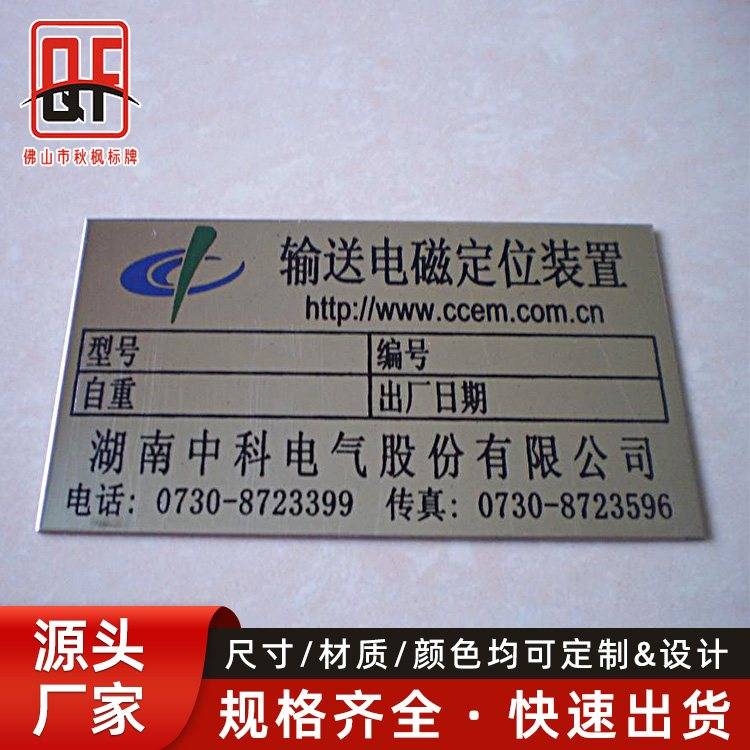 QF
佛山市秋枫标牌
输送电磁定位装置
http://www.ccem.com.cn
型号 编号
自重 出厂日期
湖南中科电气股份有限公司
电话: 0730-8723399 传真: 0730-8723596
源头
厂家
尺寸/材质/颜色均可定制&设计
规格齐全·快速出货